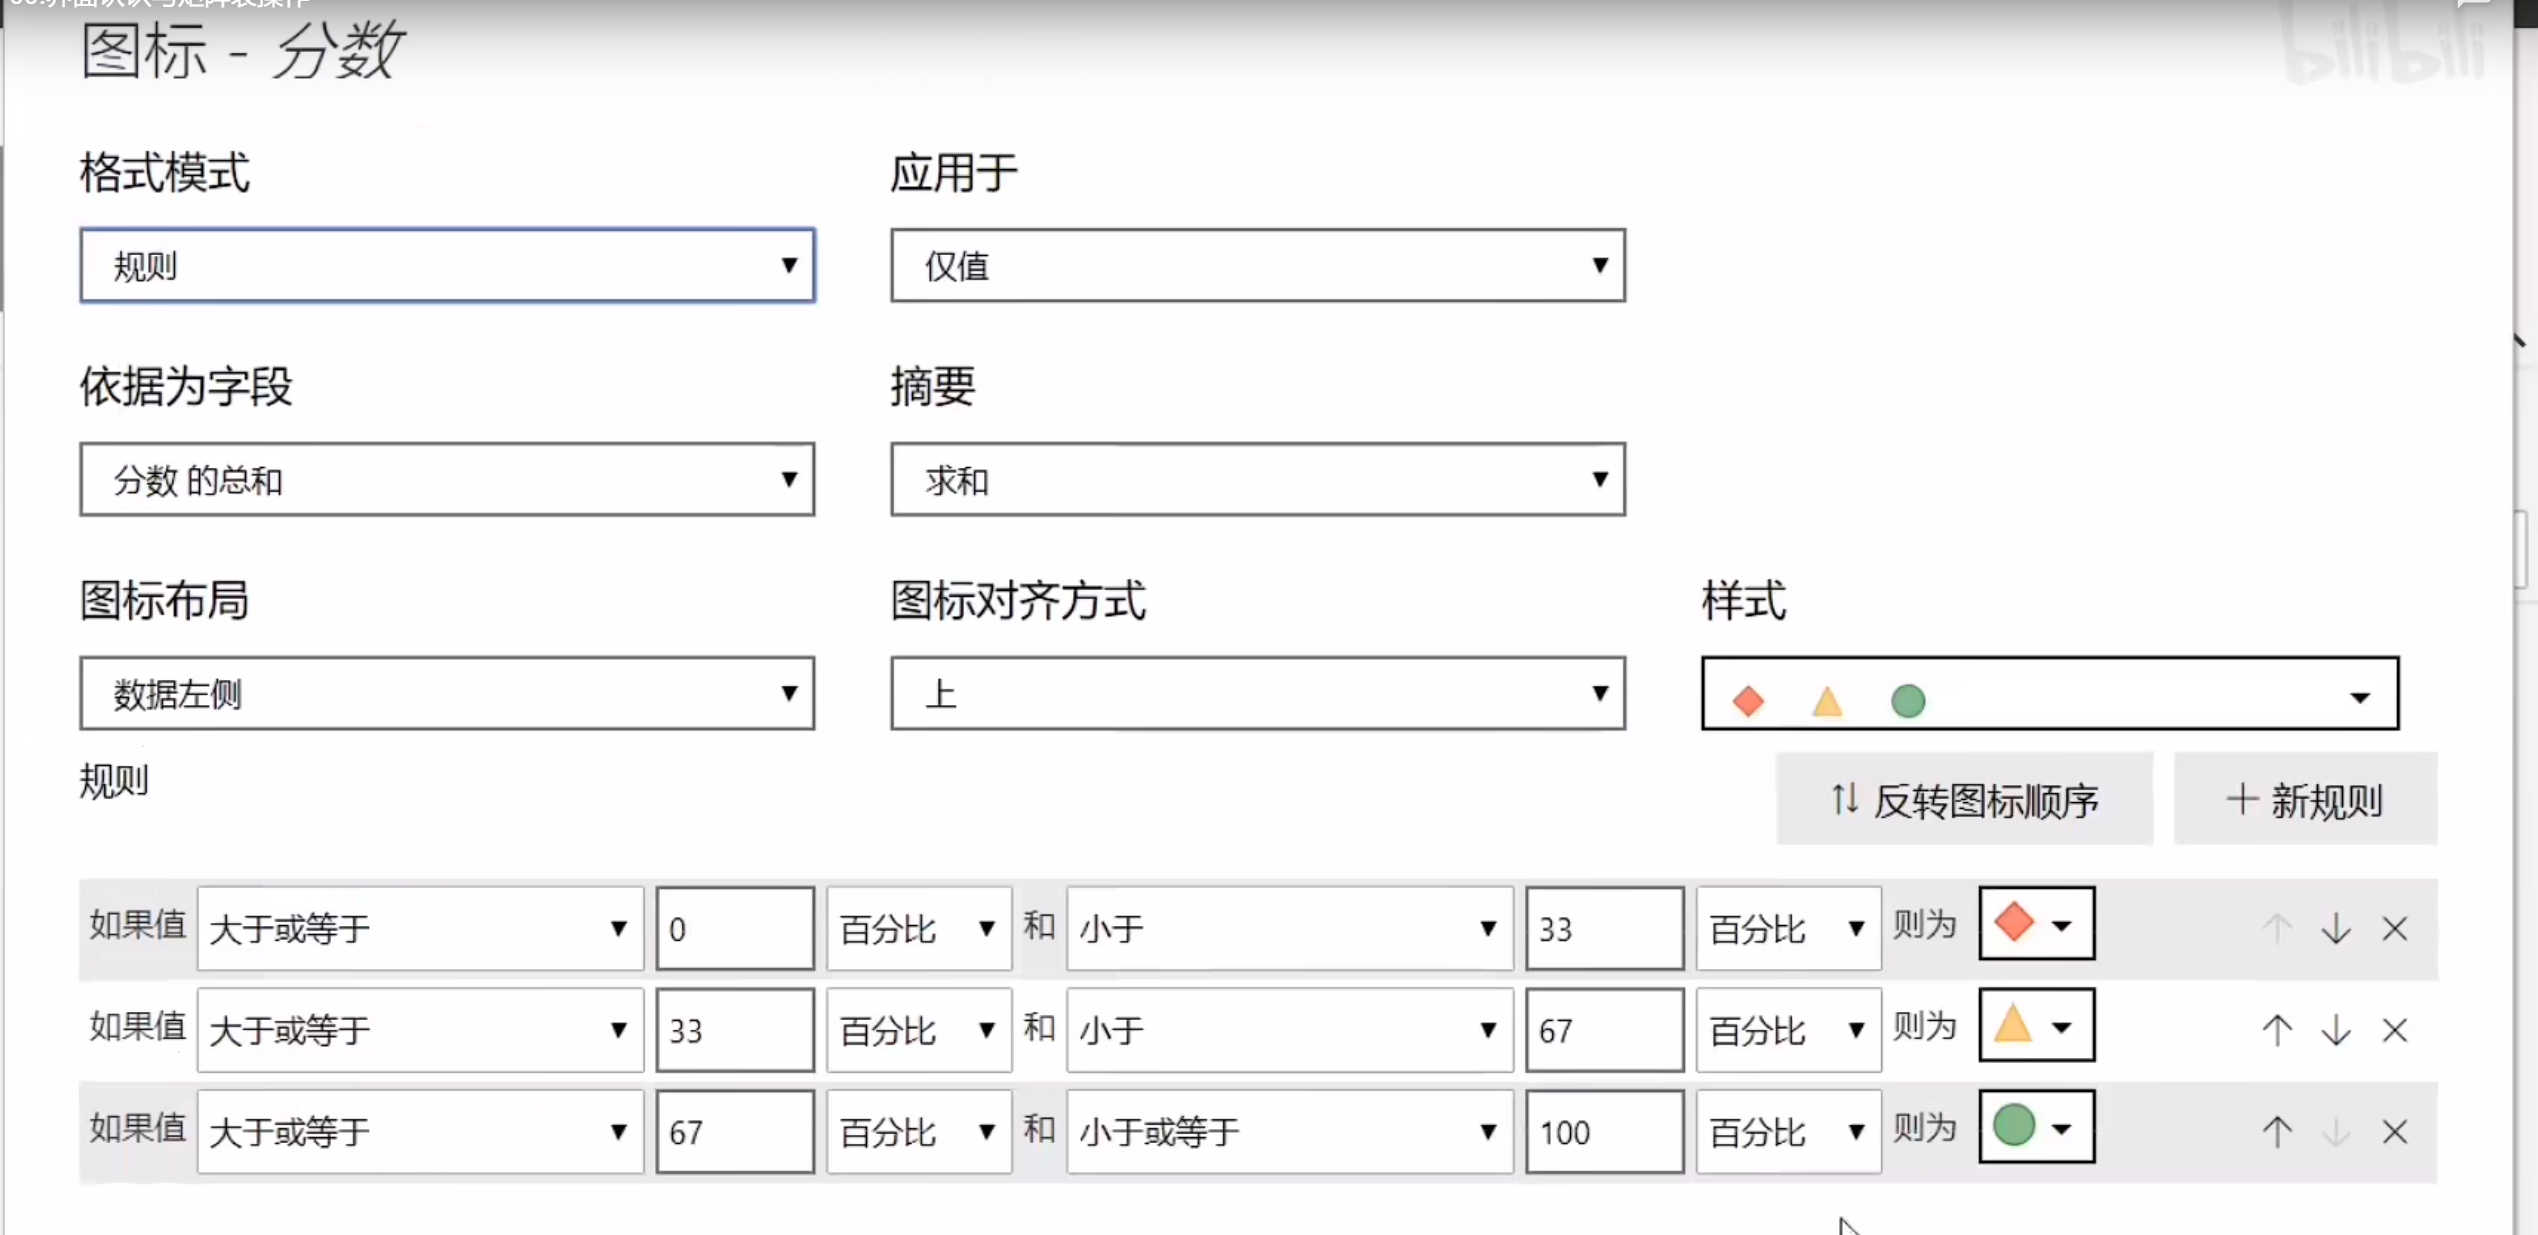 图标 - 分数
bilibili
格式模式
应用于
规则
仅值
依据为字段
摘要
分数 的总和
求和
图标布局
图标对齐方式
样式
数据左侧
上
规则
反转图标顺序
新规则
如果值 大于或等于 0 百分比 和 小于 33 百分比 则为
如果值 大于或等于 33 百分比 和 小于 67 百分比 则为
如果值 大于或等于 67 百分比 和 小于或等于 100 百分比 则为